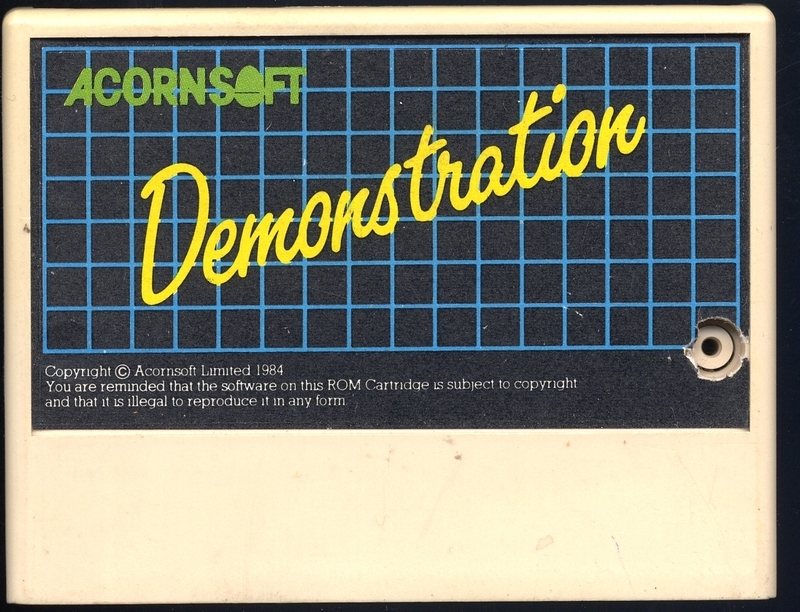 ACORNSOFT
Demonstration
Copyright © Acornsoft Limited 1984
You are reminded that the software on this ROM Cartridge is subject to copyright
and that it is illegal to reproduce it in any form.